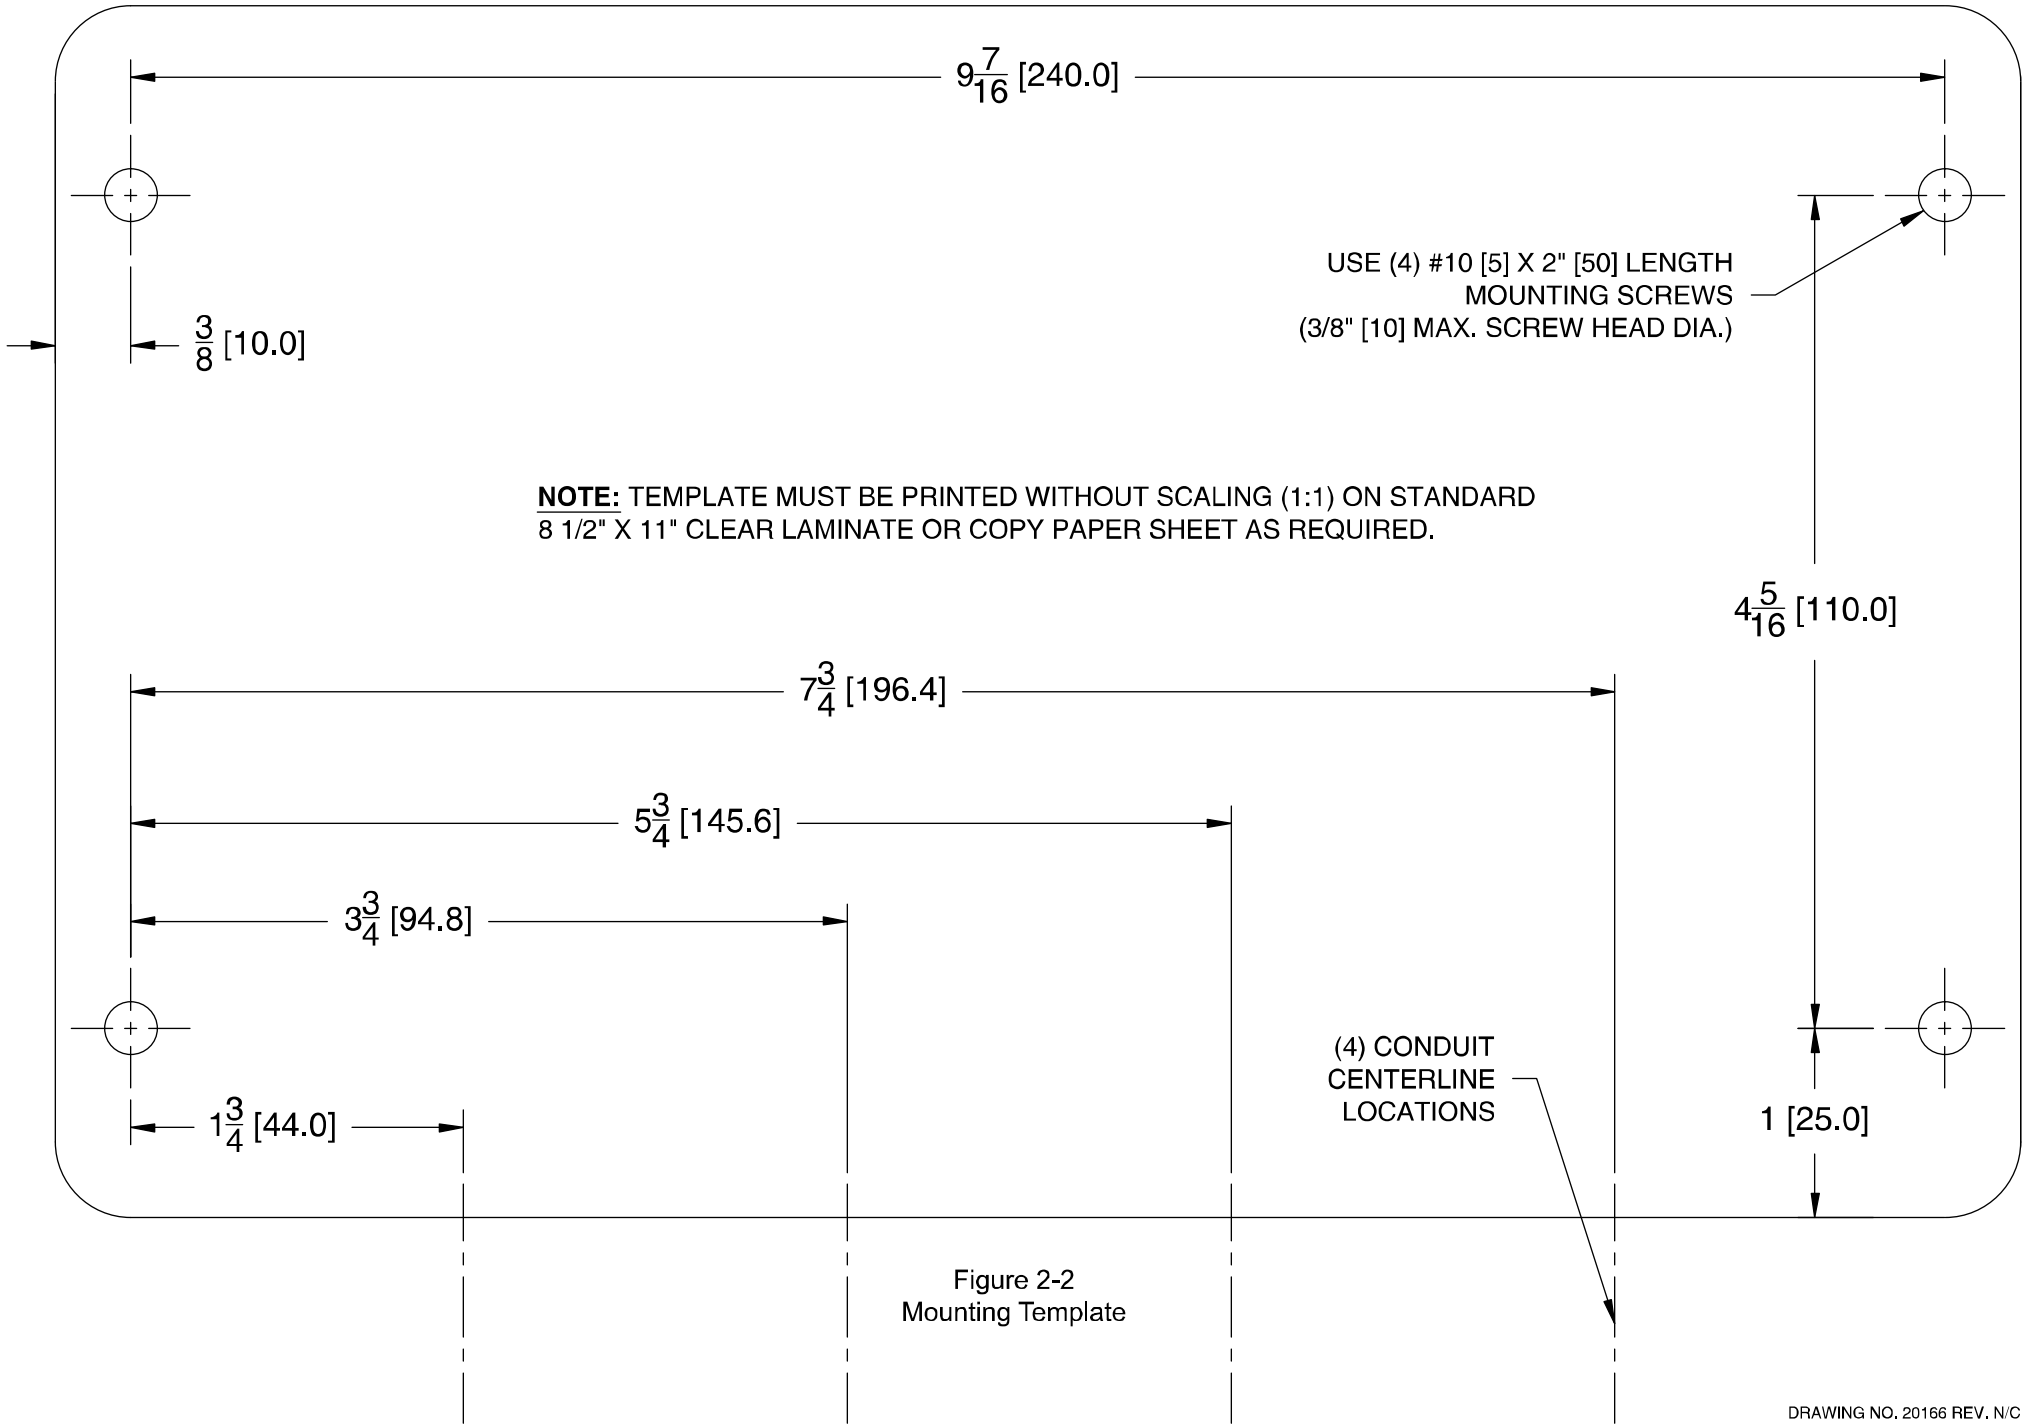 9 7/16 [240.0]
USE (4) #10 [5] X 2" [50] LENGTH
MOUNTING SCREWS
(3/8" [10] MAX. SCREW HEAD DIA.)
3/8 [10.0]
NOTE: TEMPLATE MUST BE PRINTED WITHOUT SCALING (1:1) ON STANDARD
8 1/2" X 11" CLEAR LAMINATE OR COPY PAPER SHEET AS REQUIRED.
4 5/16 [110.0]
7 3/4 [196.4]
5 3/4 [145.6]
3 3/4 [94.8]
(4) CONDUIT
CENTERLINE
LOCATIONS
1 3/4 [44.0]
1 [25.0]
Figure 2-2
Mounting Template
DRAWING NO. 20166 REV. N/C